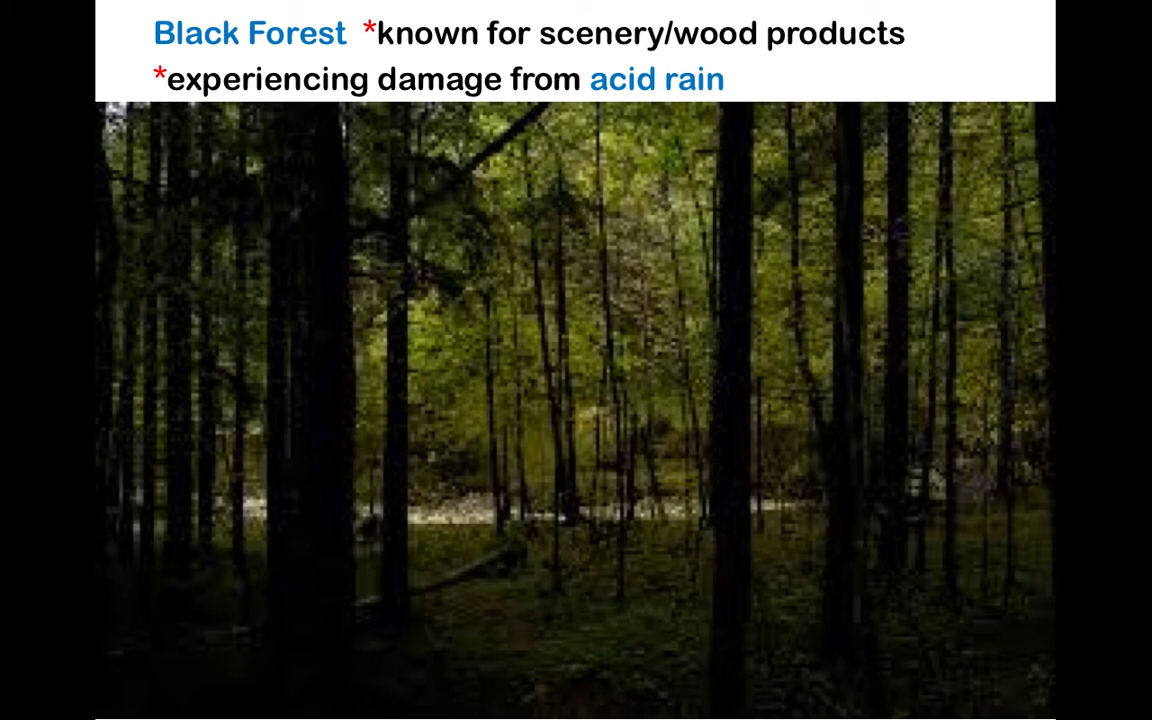 Black Forest *known for scenery/wood products
*experiencing damage from acid rain